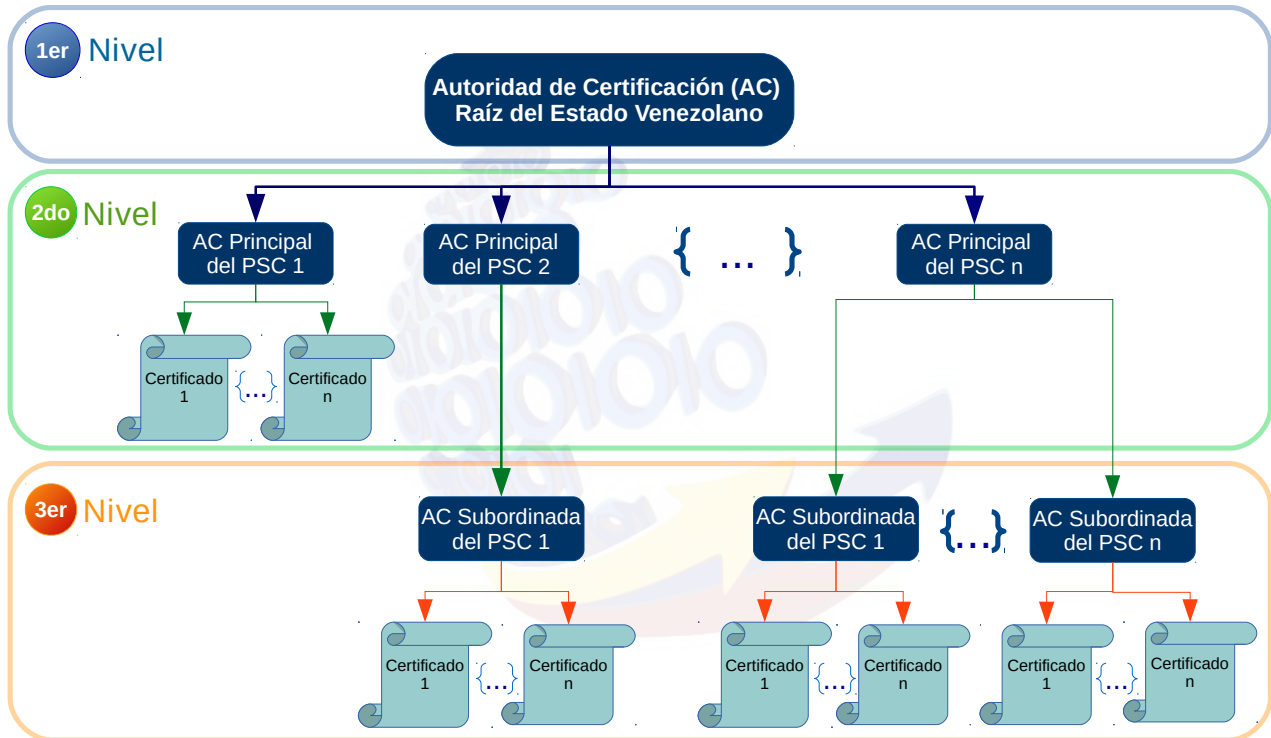 1er Nivel
Autoridad de Certificación (AC)
Raíz del Estado Venezolano
2do Nivel
AC Principal
del PSC 1
AC Principal
del PSC 2
{ ... }
AC Principal
del PSC n
Certificado
1
{...}
Certificado
n
3er Nivel
AC Subordinada
del PSC 1
AC Subordinada
del PSC 1
{...}
AC Subordinada
del PSC n
Certificado
1
{...}
Certificado
n
Certificado
1
{...}
Certificado
n
Certificado
1
{...}
Certificado
n